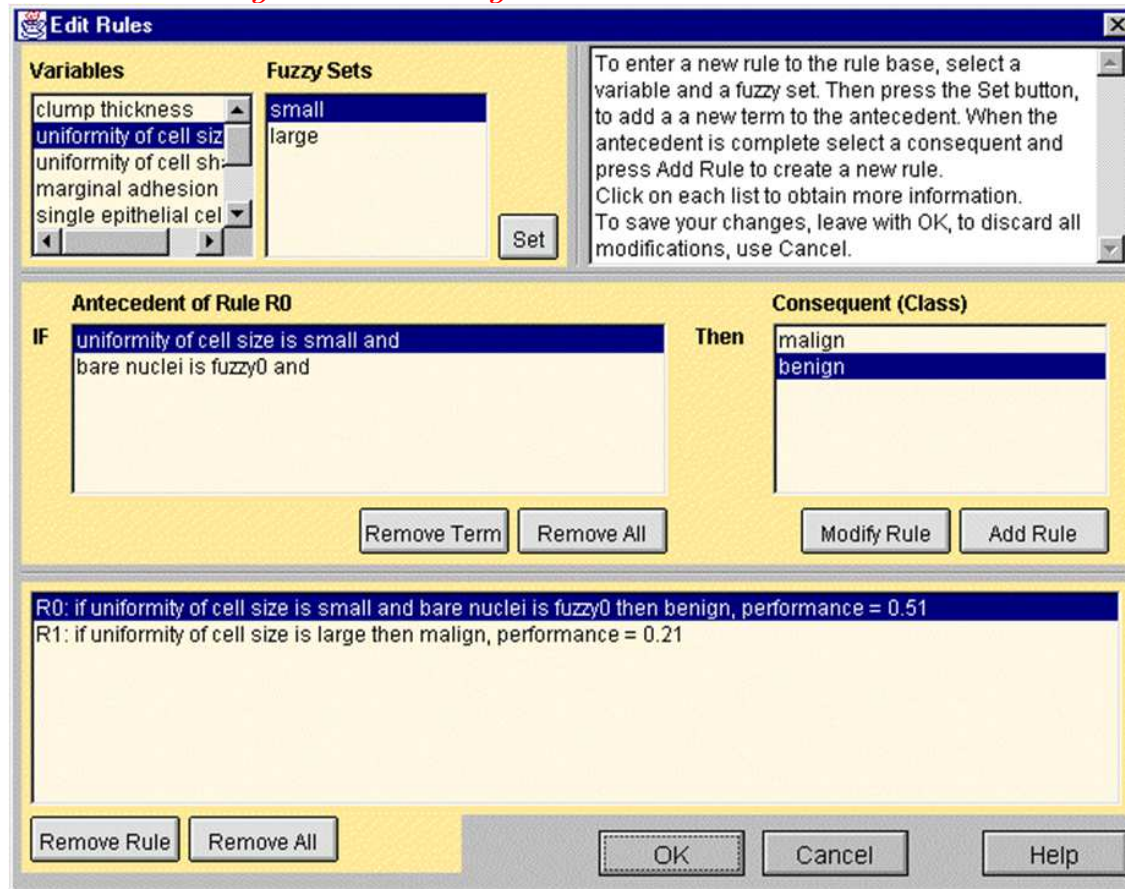 Edit Rules
Variables
clump thickness
uniformity of cell siz
uniformity of cell sh
marginal adhesion
single epithelial cel
Fuzzy Sets
small
large
Set
To enter a new rule to the rule base, select a
variable and a fuzzy set. Then press the Set button,
to add a a new term to the antecedent. When the
antecedent is complete select a consequent and
press Add Rule to create a new rule.
Click on each list to obtain more information.
To save your changes, leave with OK, to discard all
modifications, use Cancel.
Antecedent of Rule R0
IF
uniformity of cell size is small and
bare nuclei is fuzzy0 and
Remove Term
Remove All
Then
Consequent (Class)
malign
benign
Modify Rule
Add Rule
R0: if uniformity of cell size is small and bare nuclei is fuzzy0 then benign, performance = 0.51
R1: if uniformity of cell size is large then malign, performance = 0.21
Remove Rule
Remove All
OK
Cancel
Help